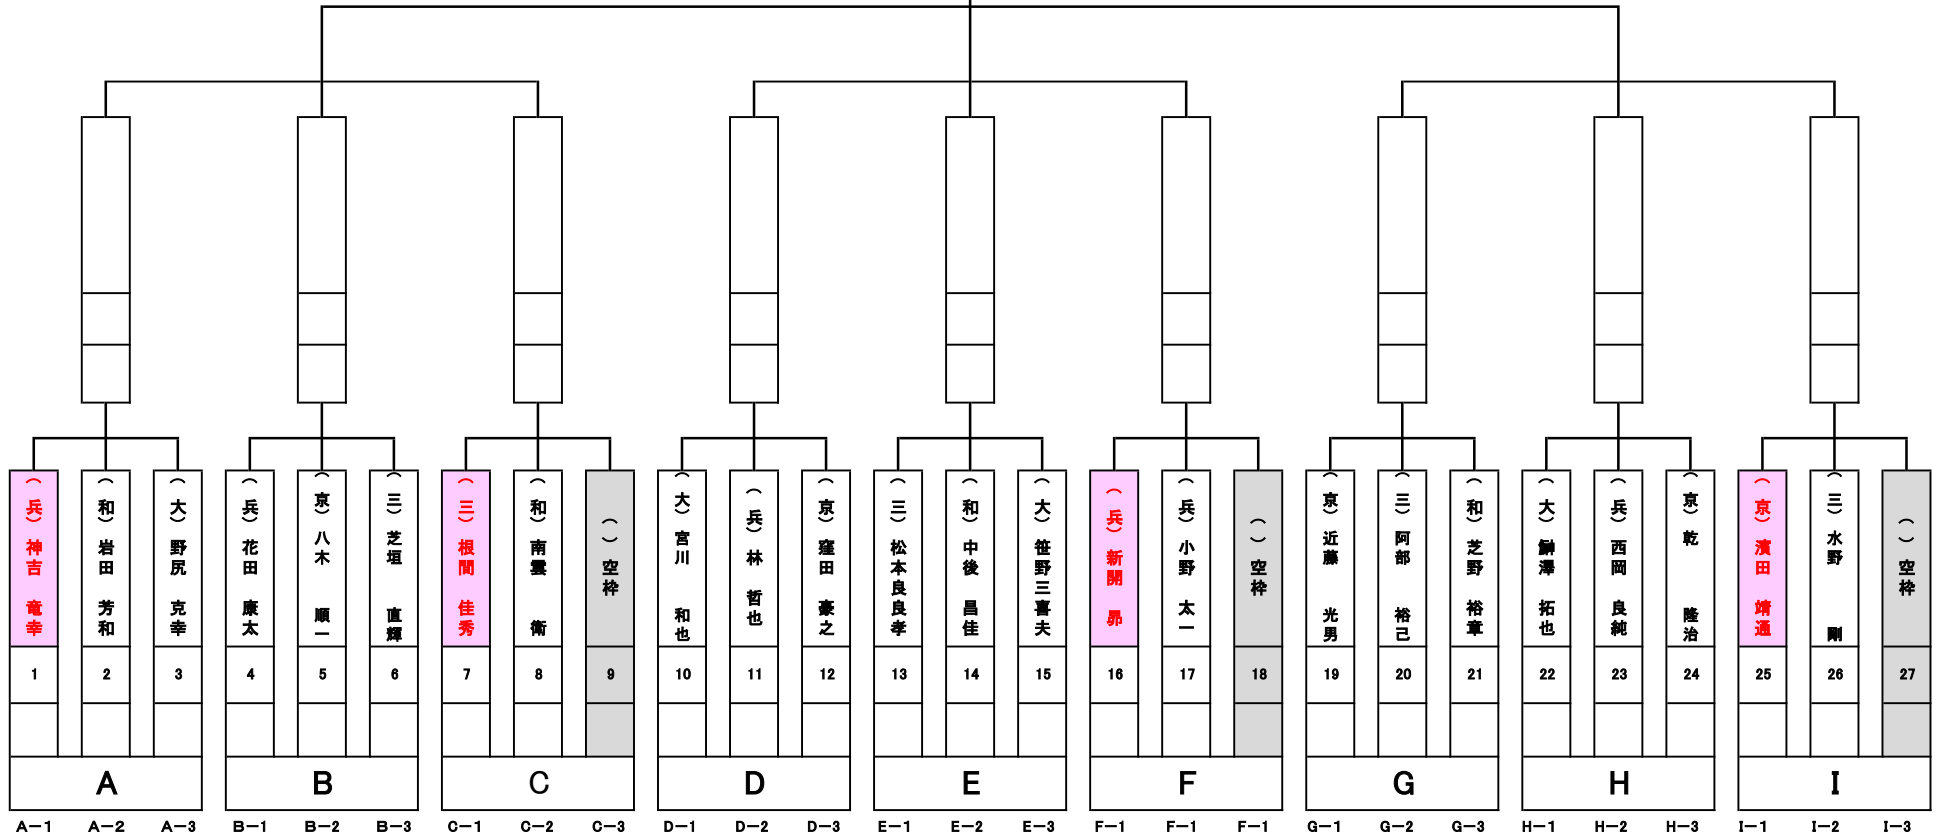 (兵) 神吉 竜幸
(和) 岩田 芳和
(大) 野尻 克幸
(兵) 花田 康太
(京) 八木 順一
(三) 芝垣 直輝
(三) 根間 佳秀
(和) 南雲 衛
( ) 空枠
(大) 宮川 和也
(兵) 林 哲也
(京) 窪田 豪之
(三) 松本良良孝
(和) 中後 昌佳
(大) 笹野三喜夫
(兵) 新開 昴
(兵) 小野 太一
( ) 空枠
(京) 近藤 光男
(三) 阿部 裕己
(和) 芝野 裕章
(大) 鰰澤 拓也
(兵) 西岡 良純
(京) 乾 隆治
(京) 濱田 靖通
(三) 水野 剛
( ) 空枠
1 2 3 4 5 6 7 8 9 10 11 12 13 14 15 16 17 18 19 20 21 22 23 24 25 26 27
A B C D E F G H I
A-1 A-2 A-3 B-1 B-2 B-3 C-1 C-2 C-3 D-1 D-2 D-3 E-1 E-2 E-3 F-1 F-1 F-1 G-1 G-2 G-3 H-1 H-2 H-3 I-1 I-2 I-3